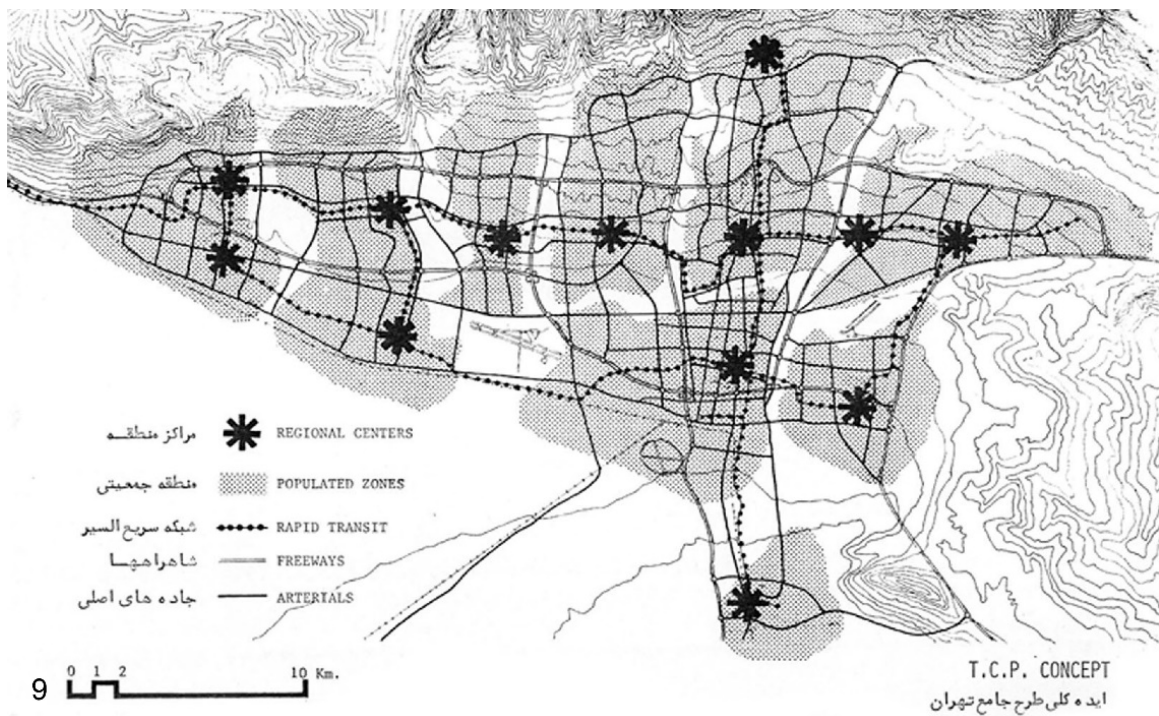 مراکز منطقه REGIONAL CENTERS
منطقه جمعیتی POPULATED ZONES
شبکه سریع السیر RAPID TRANSIT
شاهراهها FREEWAYS
جاده های اصلی ARTERIALS
0 1 2 10 Km.
9
T.C.P. CONCEPT
ایده کلی طرح جامع تهران